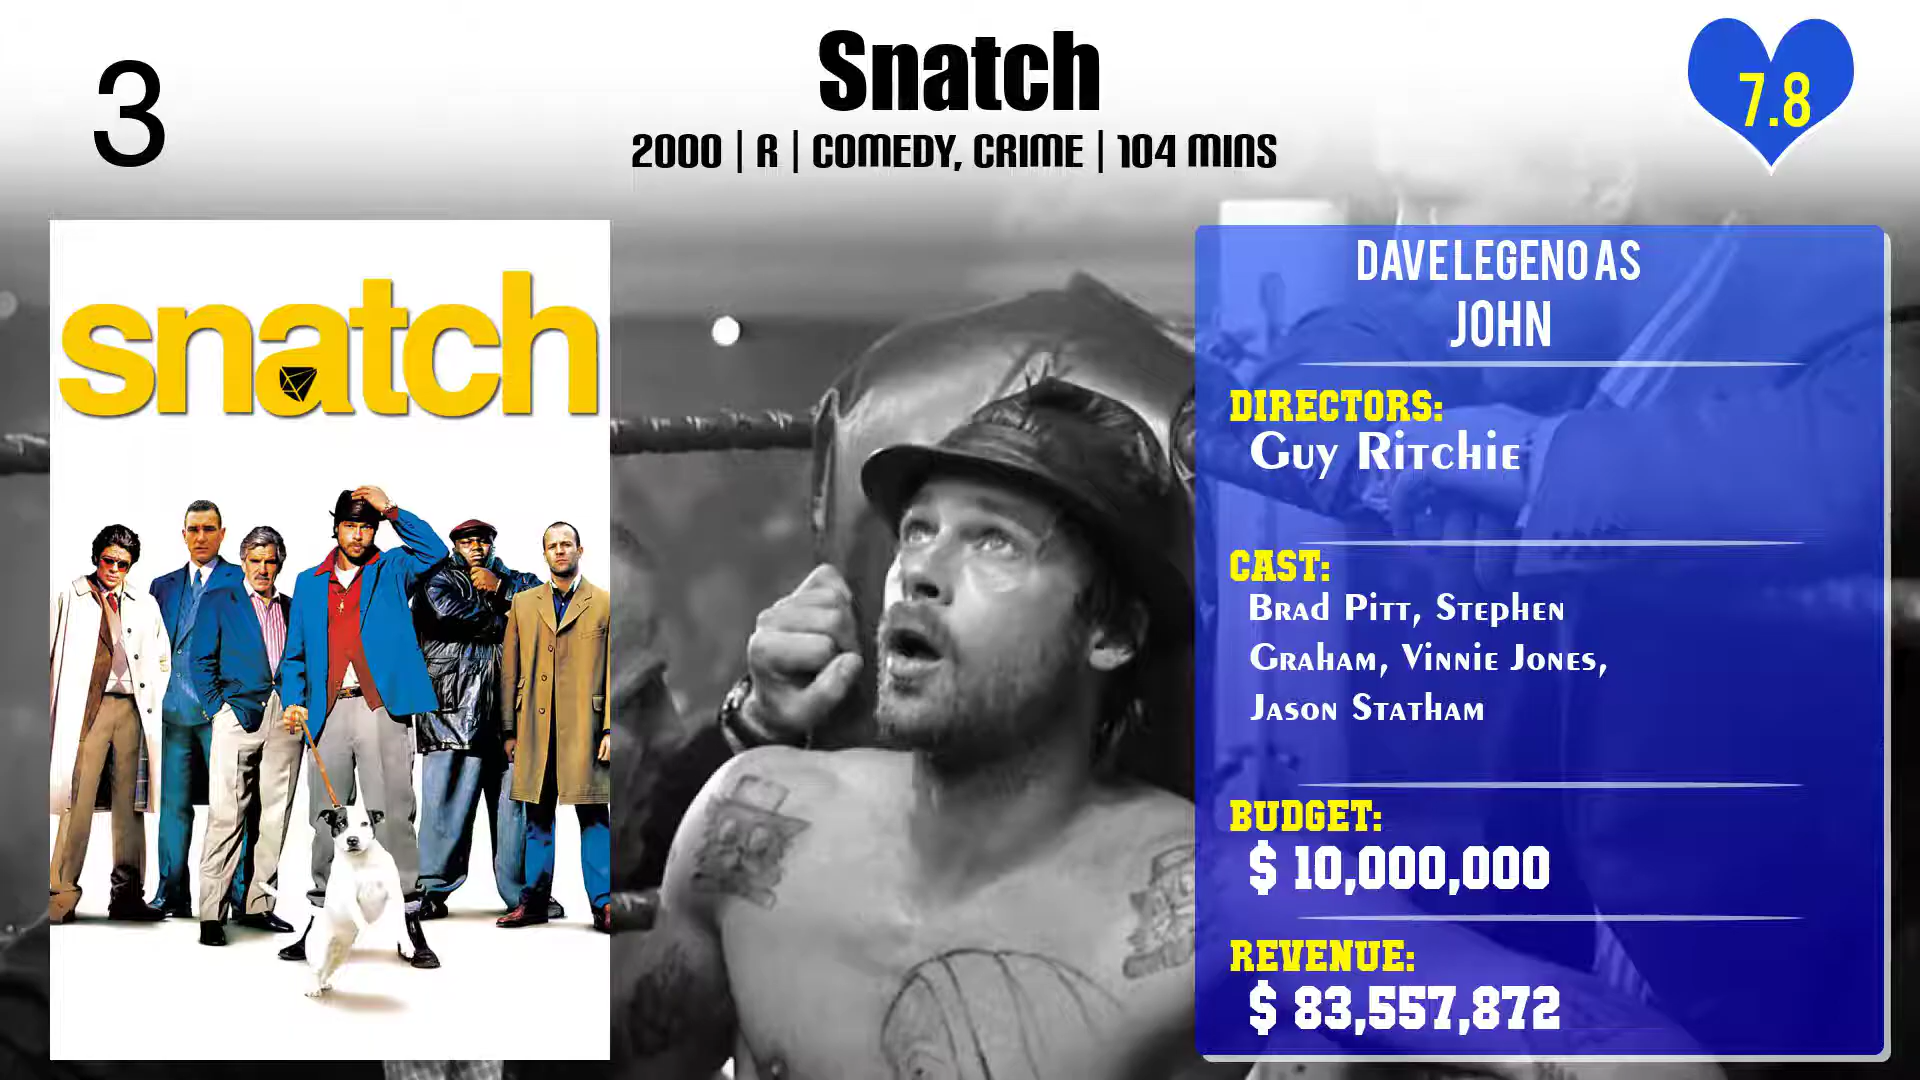 3
Snatch
2000 | R | COMEDY, CRIME | 104 MINS
7.8
snatch
DAVE LEGENO AS
JOHN
DIRECTORS:
Guy Ritchie
CAST:
Brad Pitt, Stephen
Graham, Vinnie Jones,
Jason Statham
BUDGET:
$ 10,000,000
REVENUE:
$ 83,557,872